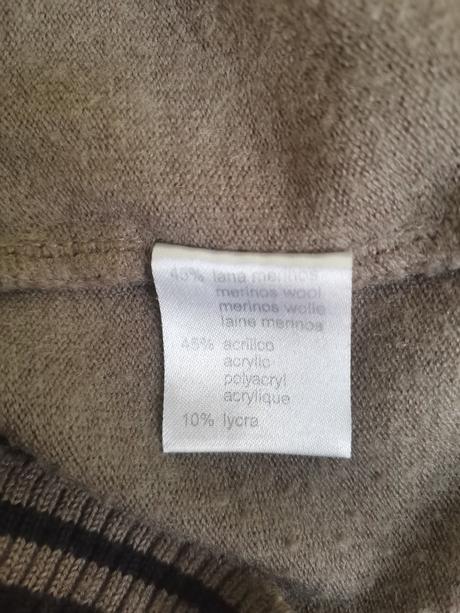 45% lana merinos
merinos wool
merinos wolle
laine merinos
45% acrilico
acrylic
polyacryl
acrylique
10% lycra